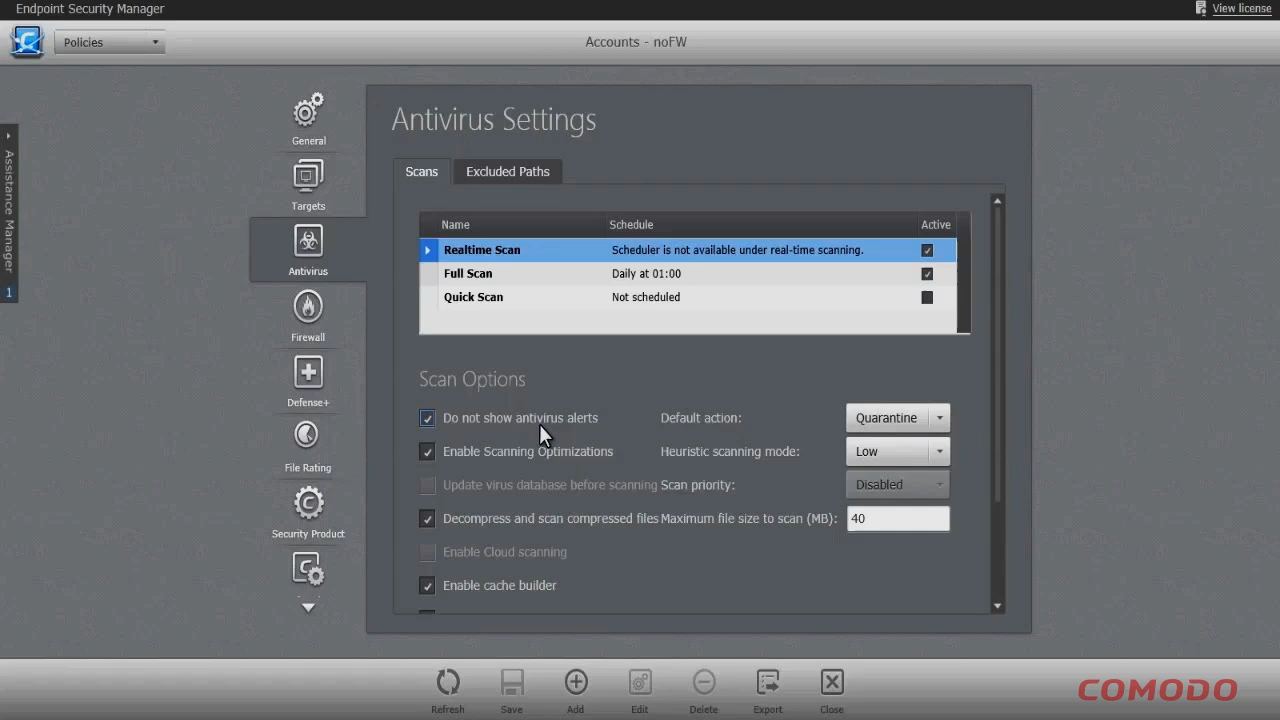 Endpoint Security Manager
View license
Policies
Accounts - noFW
Assistance Manager
1
General
Targets
Antivirus
Firewall
Defense+
File Rating
Security Product
Antivirus Settings
Scans
Excluded Paths
Name Schedule Active
Realtime Scan Scheduler is not available under real-time scanning.
Full Scan Daily at 01:00
Quick Scan Not scheduled
Scan Options
Do not show antivirus alerts Default action: Quarantine
Enable Scanning Optimizations Heuristic scanning mode: Low
Update virus database before scanning Scan priority: Disabled
Decompress and scan compressed files Maximum file size to scan (MB): 40
Enable Cloud scanning
Enable cache builder
Refresh Save Add Edit Delete Export Close
COMODO